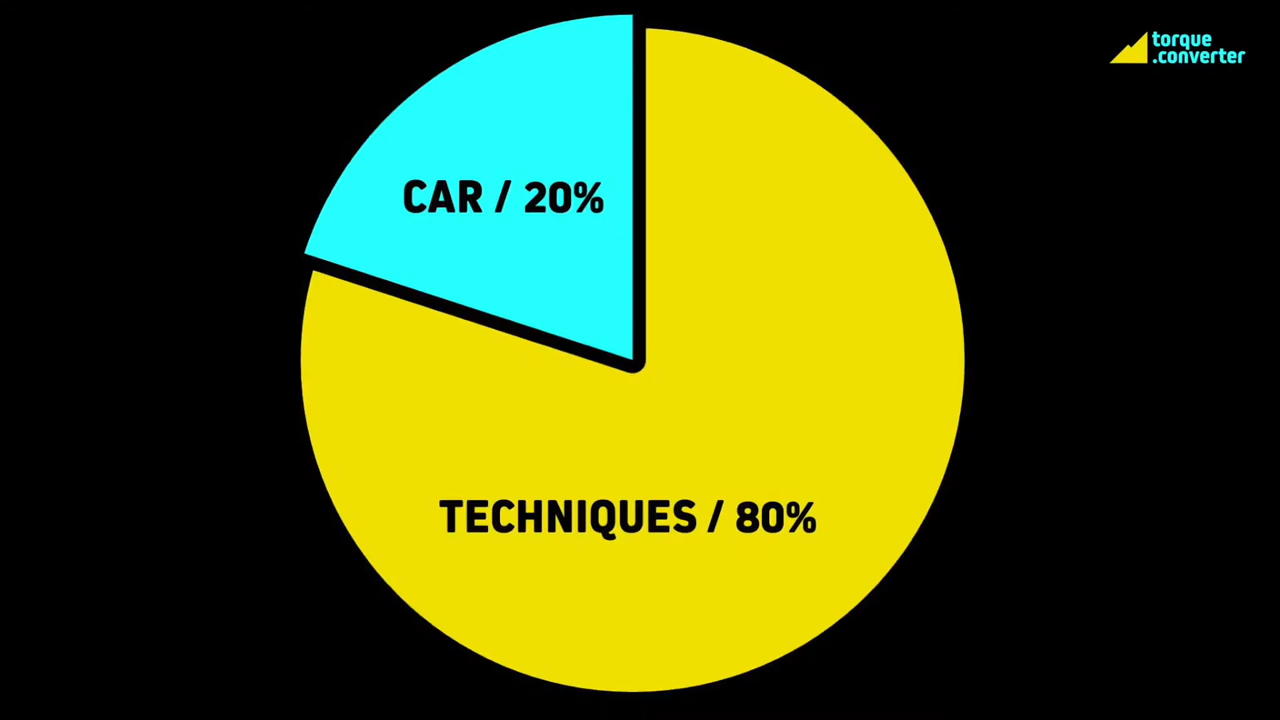 torque
.converter
CAR / 20%
TECHNIQUES / 80%